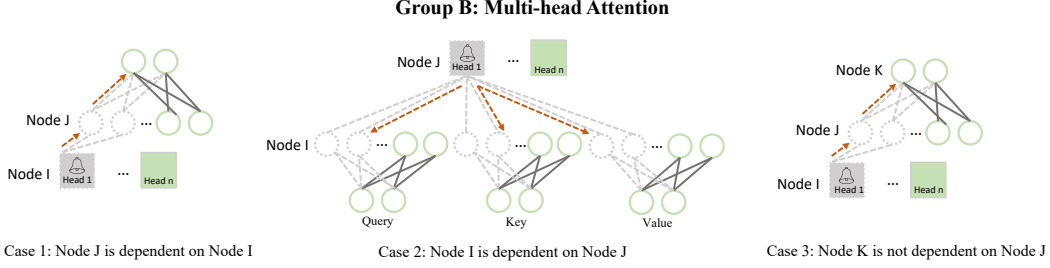 Group B: Multi-head Attention
Node J
Head 1
...
Head n
Node I
Head 1
...
Head n
Node J
...
Node I
...
...
...
Query
Key
Value
Node K
Node J
...
Node I
Head 1
...
Head n
Case 1: Node J is dependent on Node I
Case 2: Node I is dependent on Node J
Case 3: Node K is not dependent on Node J